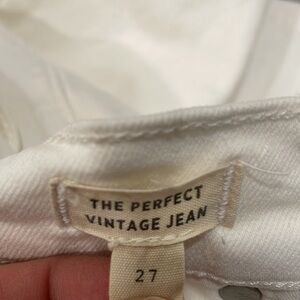 THE PERFECT
VINTAGE JEAN
27